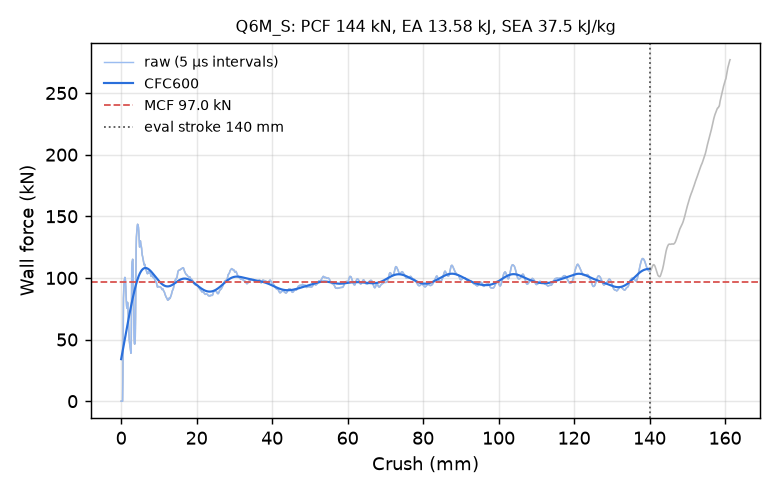 Q6M_S: PCF 144 kN, EA 13.58 kJ, SEA 37.5 kJ/kg
raw (5 µs intervals)
CFC600
MCF 97.0 kN
eval stroke 140 mm
Wall force (kN)
250
200
150
100
50
0
0 20 40 60 80 100 120 140 160
Crush (mm)